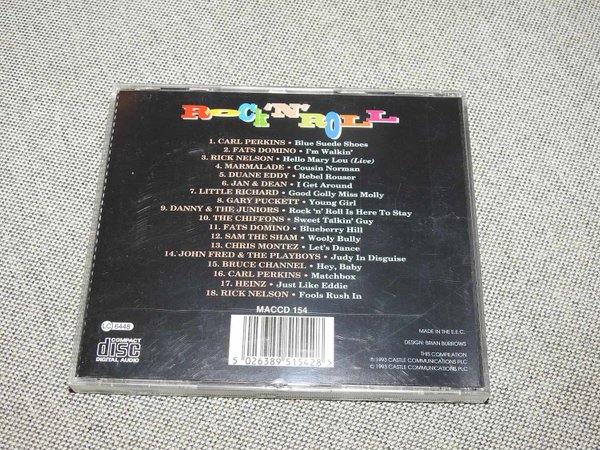 ROCK 'N' ROLL
1. CARL PERKINS • Blue Suede Shoes
2. FATS DOMINO • I'm Walkin'
3. RICK NELSON • Hello Mary Lou (Live)
4. MARMALADE • Cousin Norman
5. DUANE EDDY • Rebel Rouser
6. JAN & DEAN • I Get Around
7. LITTLE RICHARD • Good Golly Miss Molly
8. GARY PUCKETT • Young Girl
9. DANNY & THE JUNIORS • Rock 'n' Roll Is Here To Stay
10. THE CHIFFONS • Sweet Talkin' Guy
11. FATS DOMINO • Blueberry Hill
12. SAM THE SHAM • Wooly Bully
13. CHRIS MONTEZ • Let's Dance
14. JOHN FRED & THE PLAYBOYS • Judy In Disguise
15. BRUCE CHANNEL • Hey, Baby
16. CARL PERKINS • Matchbox
17. HEINZ • Just Like Eddie
18. RICK NELSON • Fools Rush In
MACCD 154
LC 6448
COMPACT
disc
DIGITAL AUDIO
5 026389 515428
MADE IN THE E.E.C.
DESIGN: BRIAN BURROWS
THIS COMPILATION
℗ 1993 CASTLE COMMUNICATIONS PLC
© 1993 CASTLE COMMUNICATIONS PLC